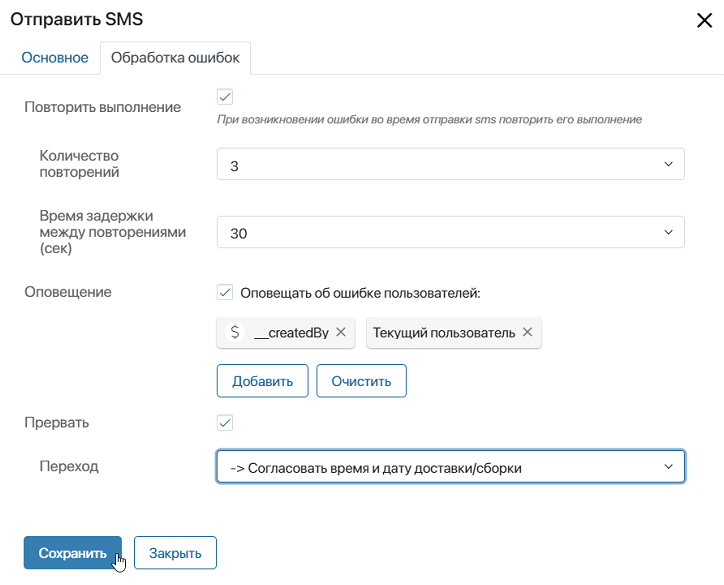 Отправить SMS
Основное
Обработка ошибок
Повторить выполнение
При возникновении ошибки во время отправки sms повторить его выполнение
Количество
повторений
3
Время задержки
между повторениями
(сек)
30
Оповещение
Оповещать об ошибке пользователей:
$ __createdBy
Текущий пользователь
Добавить
Очистить
Прервать
Переход
-> Согласовать время и дату доставки/сборки
Сохранить
Закрыть